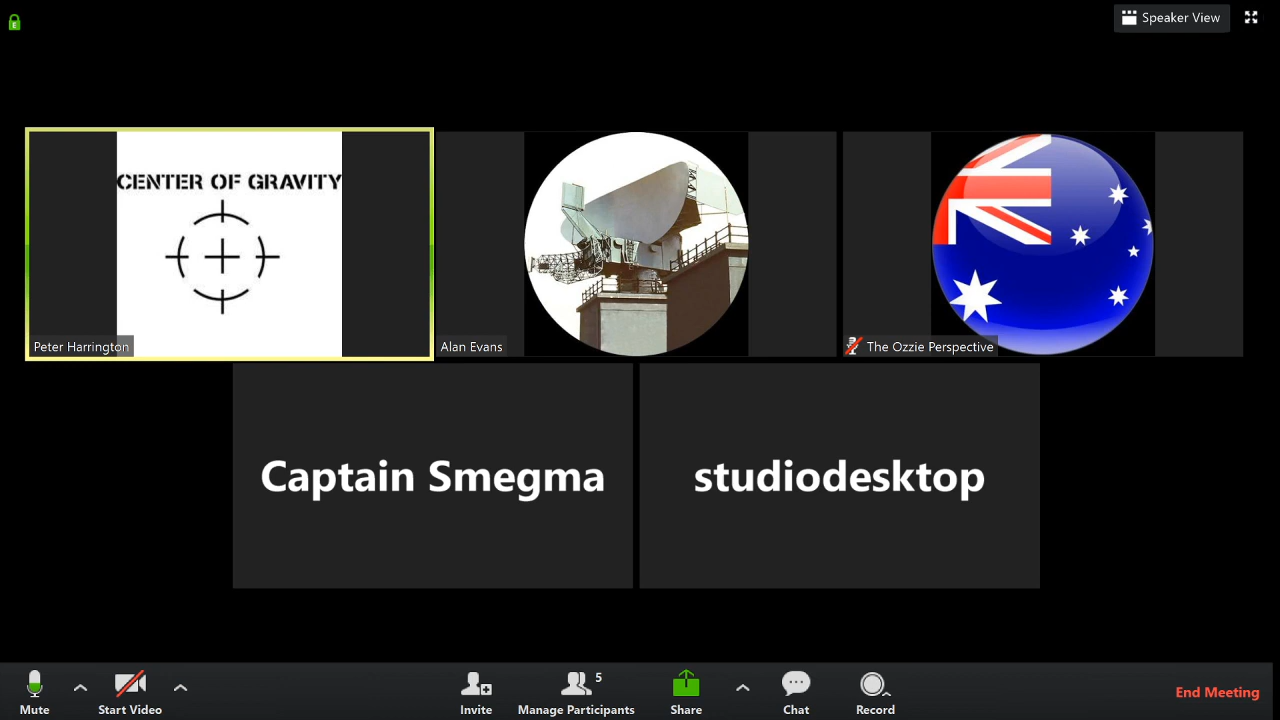 E
Speaker View
CENTER OF GRAVITY
Peter Harrington
Alan Evans
The Ozzie Perspective
Captain Smegma
studiodesktop
Mute
Start Video
Invite
5
Manage Participants
Share
Chat
Record
End Meeting